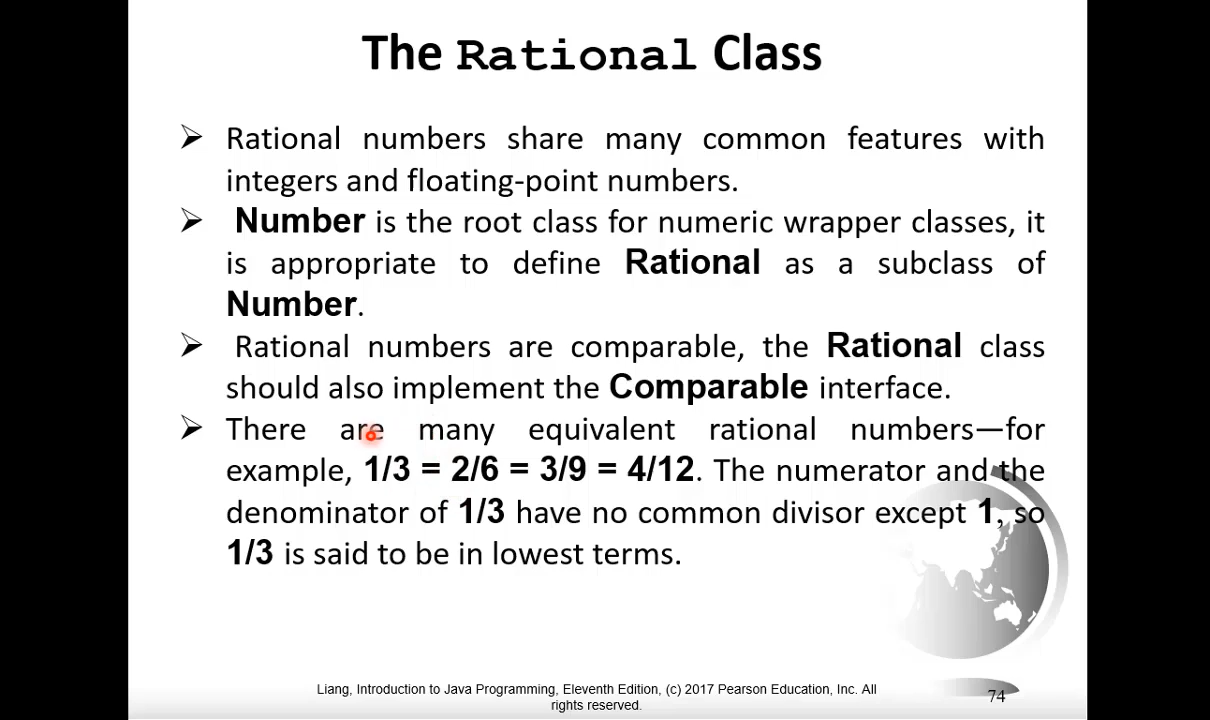 The Rational Class
➢ Rational numbers share many common features with
integers and floating-point numbers.
➢ Number is the root class for numeric wrapper classes, it
is appropriate to define Rational as a subclass of
Number.
➢ Rational numbers are comparable, the Rational class
should also implement the Comparable interface.
➢ There are many equivalent rational numbers—for
example, 1/3 = 2/6 = 3/9 = 4/12. The numerator and the
denominator of 1/3 have no common divisor except 1, so
1/3 is said to be in lowest terms.
Liang, Introduction to Java Programming, Eleventh Edition, (c) 2017 Pearson Education, Inc. All
rights reserved.
74